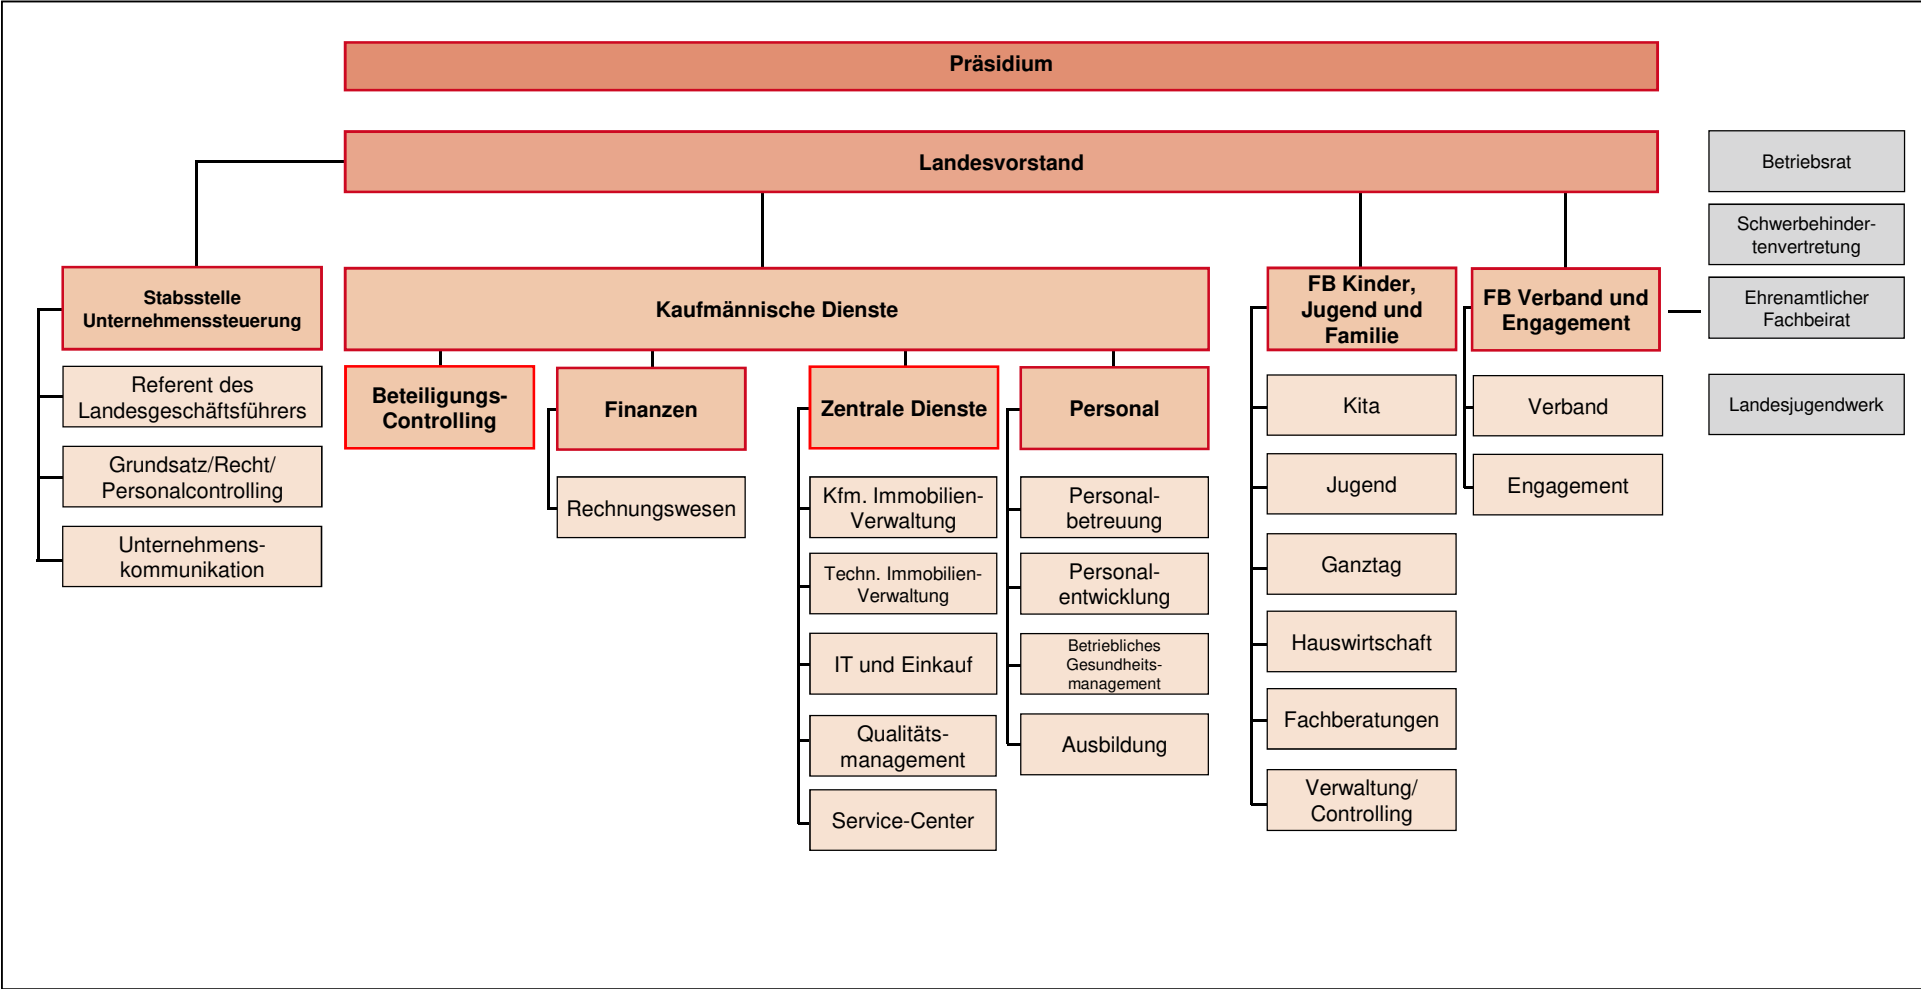 Präsidium
Landesvorstand
Betriebsrat
Schwerbehinder-
tenvertretung
Ehrenamtlicher
Fachbeirat
Landesjugendwerk
Stabsstelle
Unternehmenssteuerung
Referent des
Landesgeschäftsführers
Grundsatz/Recht/
Personalcontrolling
Unternehmens-
kommunikation
Kaufmännische Dienste
Beteiligungs-
Controlling
Finanzen
Rechnungswesen
Zentrale Dienste
Kfm. Immobilien-
Verwaltung
Techn. Immobilien-
Verwaltung
IT und Einkauf
Qualitäts-
management
Service-Center
Personal
Personal-
betreuung
Personal-
entwicklung
Betriebliches
Gesundheits-
management
Ausbildung
FB Kinder,
Jugend und
Familie
Kita
Jugend
Ganztag
Hauswirtschaft
Fachberatungen
Verwaltung/
Controlling
FB Verband und
Engagement
Verband
Engagement